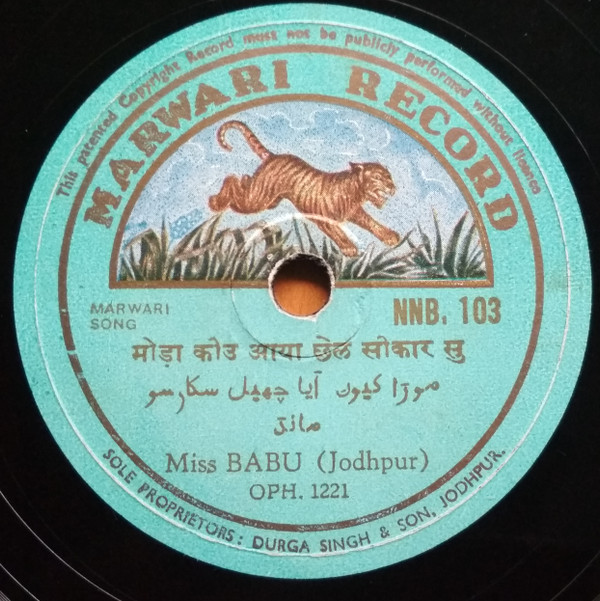 This patented Copyright Record must not be publicly performed without licence
MARWARI RECORD
MARWARI
SONG
NNB. 103
मोड़ा कोउ आया छेल सोकार सु
موڑا کیوں آیا چھیل سکارسو
مانڈ
Miss BABU (Jodhpur)
OPH. 1221
SOLE PROPRIETORS: DURGA SINGH & SON, JODHPUR.